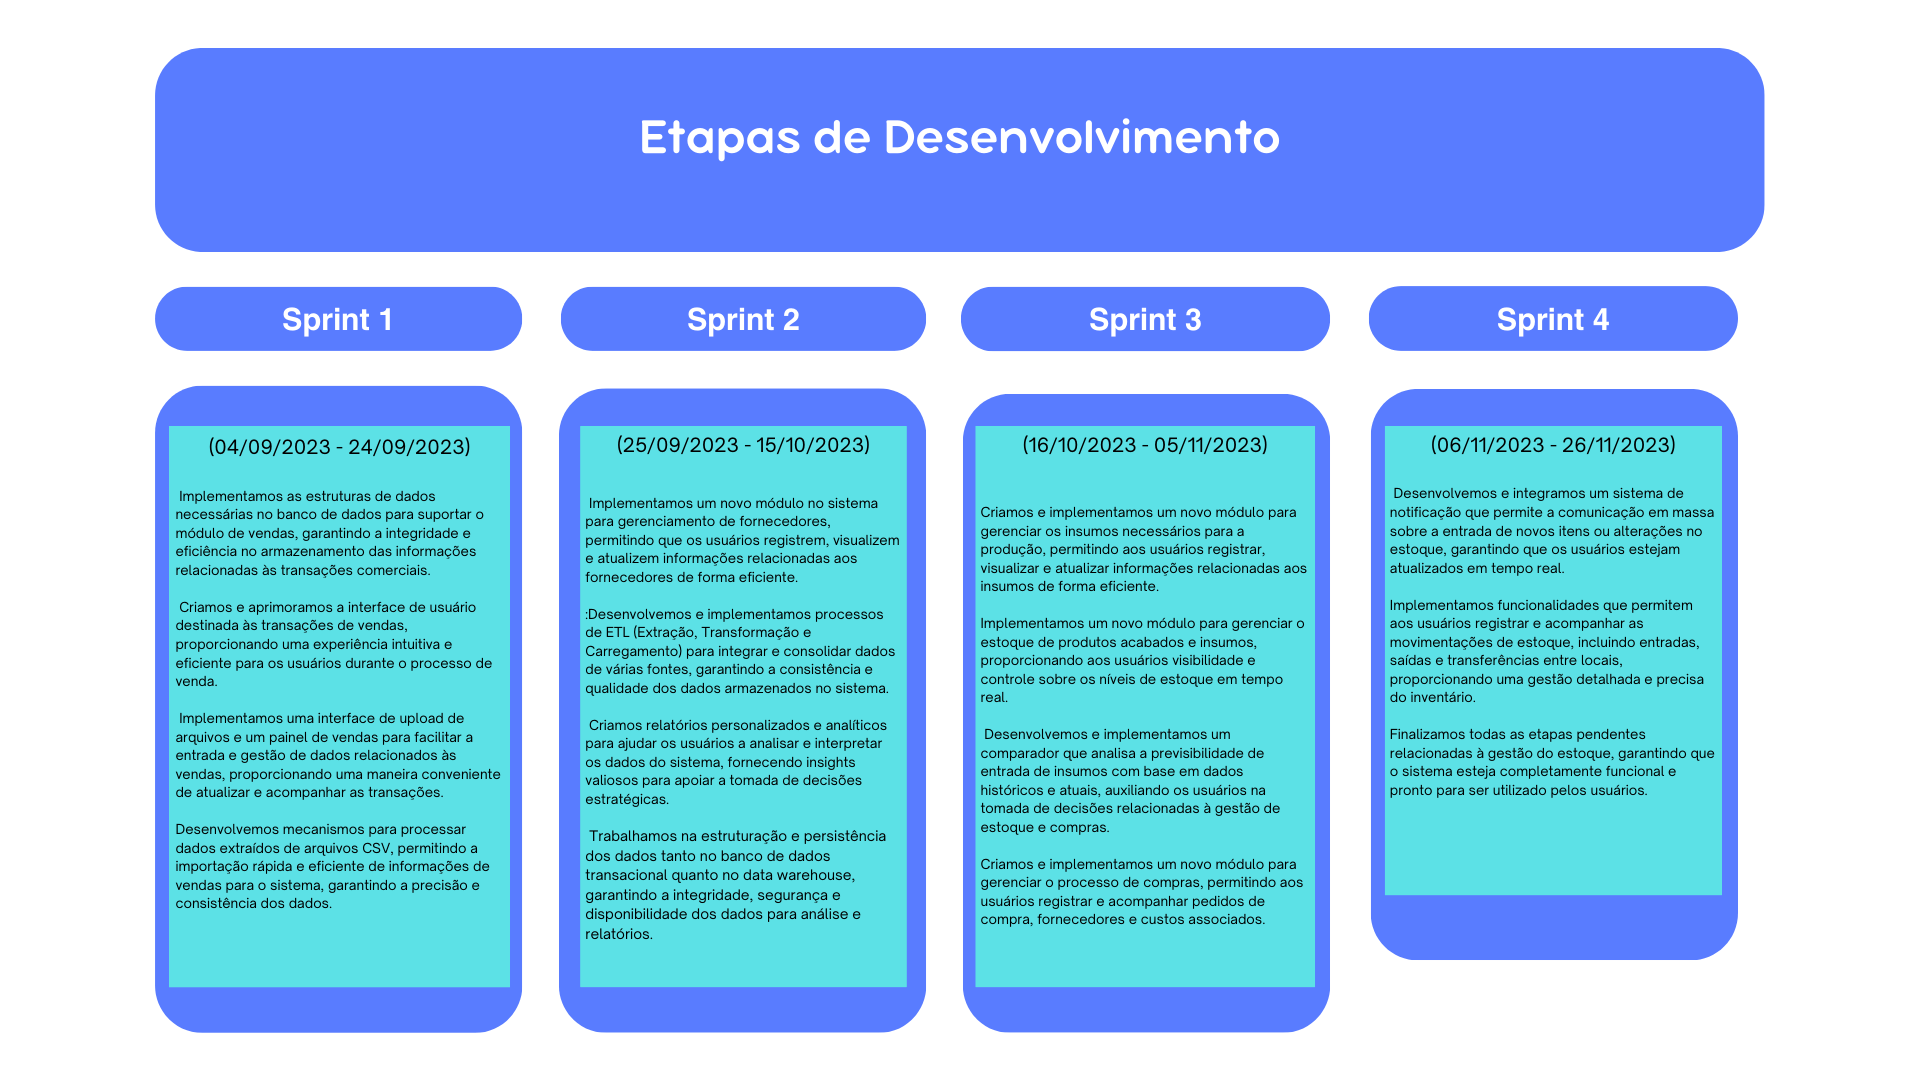 Etapas de Desenvolvimento
Sprint 1
(04/09/2023 - 24/09/2023)
Implementamos as estruturas de dados
necessárias no banco de dados para suportar o
módulo de vendas, garantindo a integridade e
eficiência no armazenamento das informações
relacionadas às transações comerciais.
Criamos e aprimoramos a interface de usuário
destinada às transações de vendas,
proporcionando uma experiência intuitiva e
eficiente para os usuários durante o processo de
venda.
Implementamos uma interface de upload de
arquivos e um painel de vendas para facilitar a
entrada e gestão de dados relacionados às
vendas, proporcionando uma maneira conveniente
de atualizar e acompanhar as transações.
Desenvolvemos mecanismos para processar
dados extraídos de arquivos CSV, permitindo a
importação rápida e eficiente de informações de
vendas para o sistema, garantindo a precisão e
consistência dos dados.
Sprint 2
(25/09/2023 - 15/10/2023)
Implementamos um novo módulo no sistema
para gerenciamento de fornecedores,
permitindo que os usuários registrem, visualizem
e atualizem informações relacionadas aos
fornecedores de forma eficiente.
:Desenvolvemos e implementamos processos
de ETL (Extração, Transformação e
Carregamento) para integrar e consolidar dados
de várias fontes, garantindo a consistência e
qualidade dos dados armazenados no sistema.
Criamos relatórios personalizados e analíticos
para ajudar os usuários a analisar e interpretar
os dados do sistema, fornecendo insights
valiosos para apoiar a tomada de decisões
estratégicas.
Trabalhamos na estruturação e persistência
dos dados tanto no banco de dados
transacional quanto no data warehouse,
garantindo a integridade, segurança e
disponibilidade dos dados para análise e
relatórios.
Sprint 3
(16/10/2023 - 05/11/2023)
Criamos e implementamos um novo módulo para
gerenciar os insumos necessários para a
produção, permitindo aos usuários registrar,
visualizar e atualizar informações relacionadas aos
insumos de forma eficiente.
Implementamos um novo módulo para gerenciar o
estoque de produtos acabados e insumos,
proporcionando aos usuários visibilidade e
controle sobre os níveis de estoque em tempo
real.
Desenvolvemos e implementamos um
comparador que analisa a previsibilidade de
entrada de insumos com base em dados
históricos e atuais, auxiliando os usuários na
tomada de decisões relacionadas à gestão de
estoque e compras.
Criamos e implementamos um novo módulo para
gerenciar o processo de compras, permitindo aos
usuários registrar e acompanhar pedidos de
compra, fornecedores e custos associados.
Sprint 4
(06/11/2023 - 26/11/2023)
Desenvolvemos e integramos um sistema de
notificação que permite a comunicação em massa
sobre a entrada de novos itens ou alterações no
estoque, garantindo que os usuários estejam
atualizados em tempo real.
Implementamos funcionalidades que permitem
aos usuários registrar e acompanhar as
movimentações de estoque, incluindo entradas,
saídas e transferências entre locais,
proporcionando uma gestão detalhada e precisa
do inventário.
Finalizamos todas as etapas pendentes
relacionadas à gestão do estoque, garantindo que
o sistema esteja completamente funcional e
pronto para ser utilizado pelos usuários.